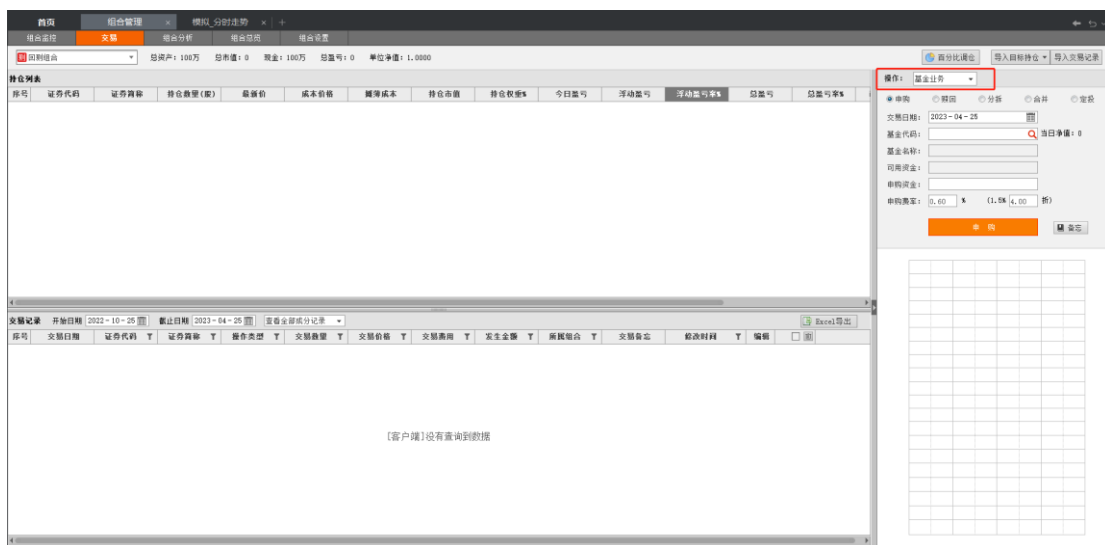 首页 组合管理 × 模拟_分时走势 × +
组合监控 交易 组合分析 组合总览 组合设置
回测组合 总资产: 100万 总市值: 0 现金: 100万 总盈亏: 0 单位净值: 1.0000 百分比调仓 导入目标持仓 导入交易记录
持仓列表
序号 证券代码 证券简称 持仓数量(股) 最新价 成本价格 摊薄成本 持仓市值 持仓权重% 今日盈亏 浮动盈亏 浮动盈亏率% 总盈亏 总盈亏率%
操作: 基金业务
申购 赎回 分拆 合并 定投
交易日期: 2023-04-25
基金代码: 当日净值: 0
基金名称:
可用资金:
申购资金:
申购费率: 0.60 % (1.5% 4.00 折)
申 购 备忘
交易记录 开始日期 2022-10-25 截止日期 2023-04-25 查看全部成分记录 Excel导出
序号 交易日期 证券代码 证券简称 操作类型 交易数量 交易价格 交易费用 发生金额 所属组合 交易备忘 修改时间 编辑
[客户端]没有查询到数据